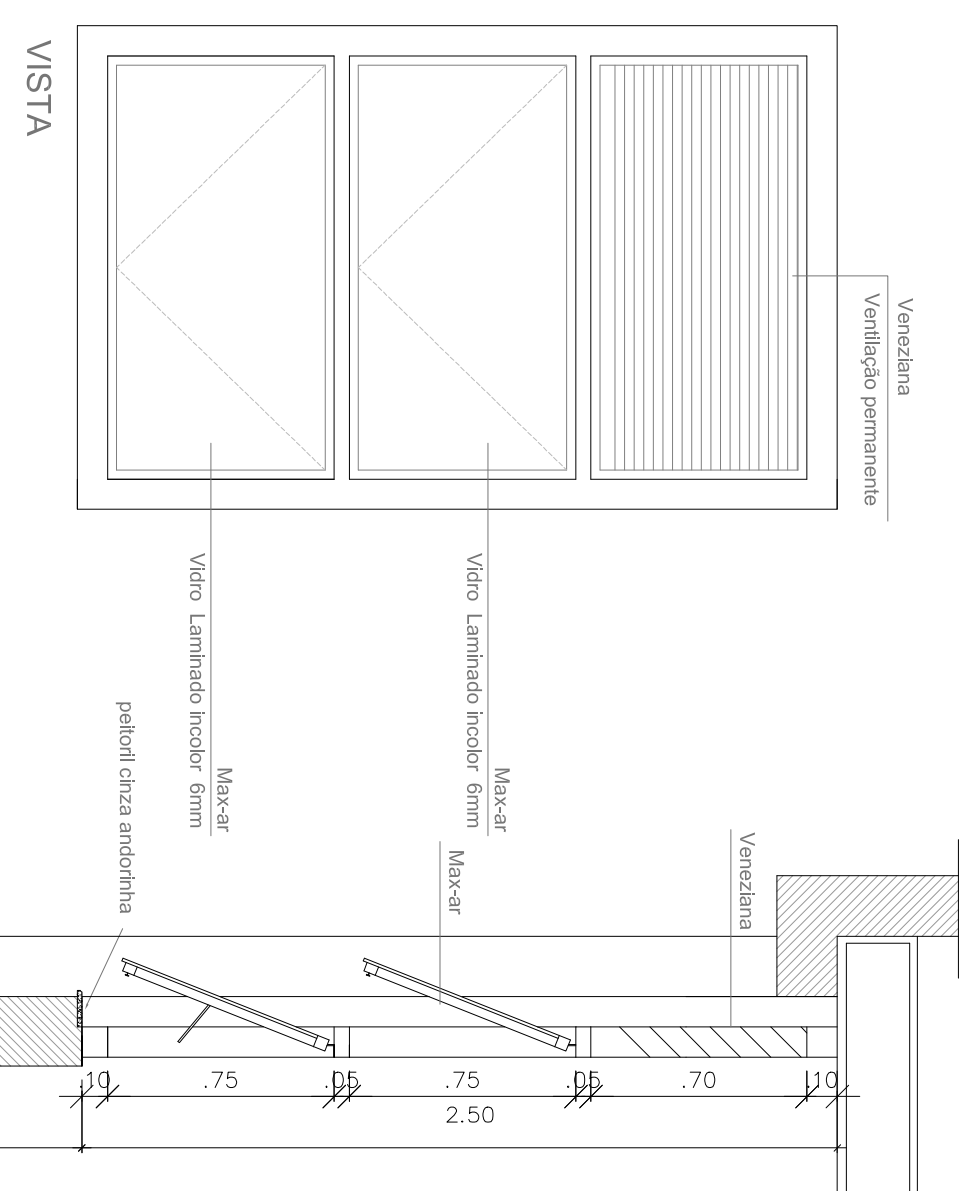 VISTA
Veneziana
Ventilação permanente
Max-ar
Vidro Laminado incolor 6mm
Max-ar
Vidro Laminado incolor 6mm
peitoril cinza andorinha
Max-ar
Veneziana
.10 .75 .05 .75 .05 .70 .10
2.50